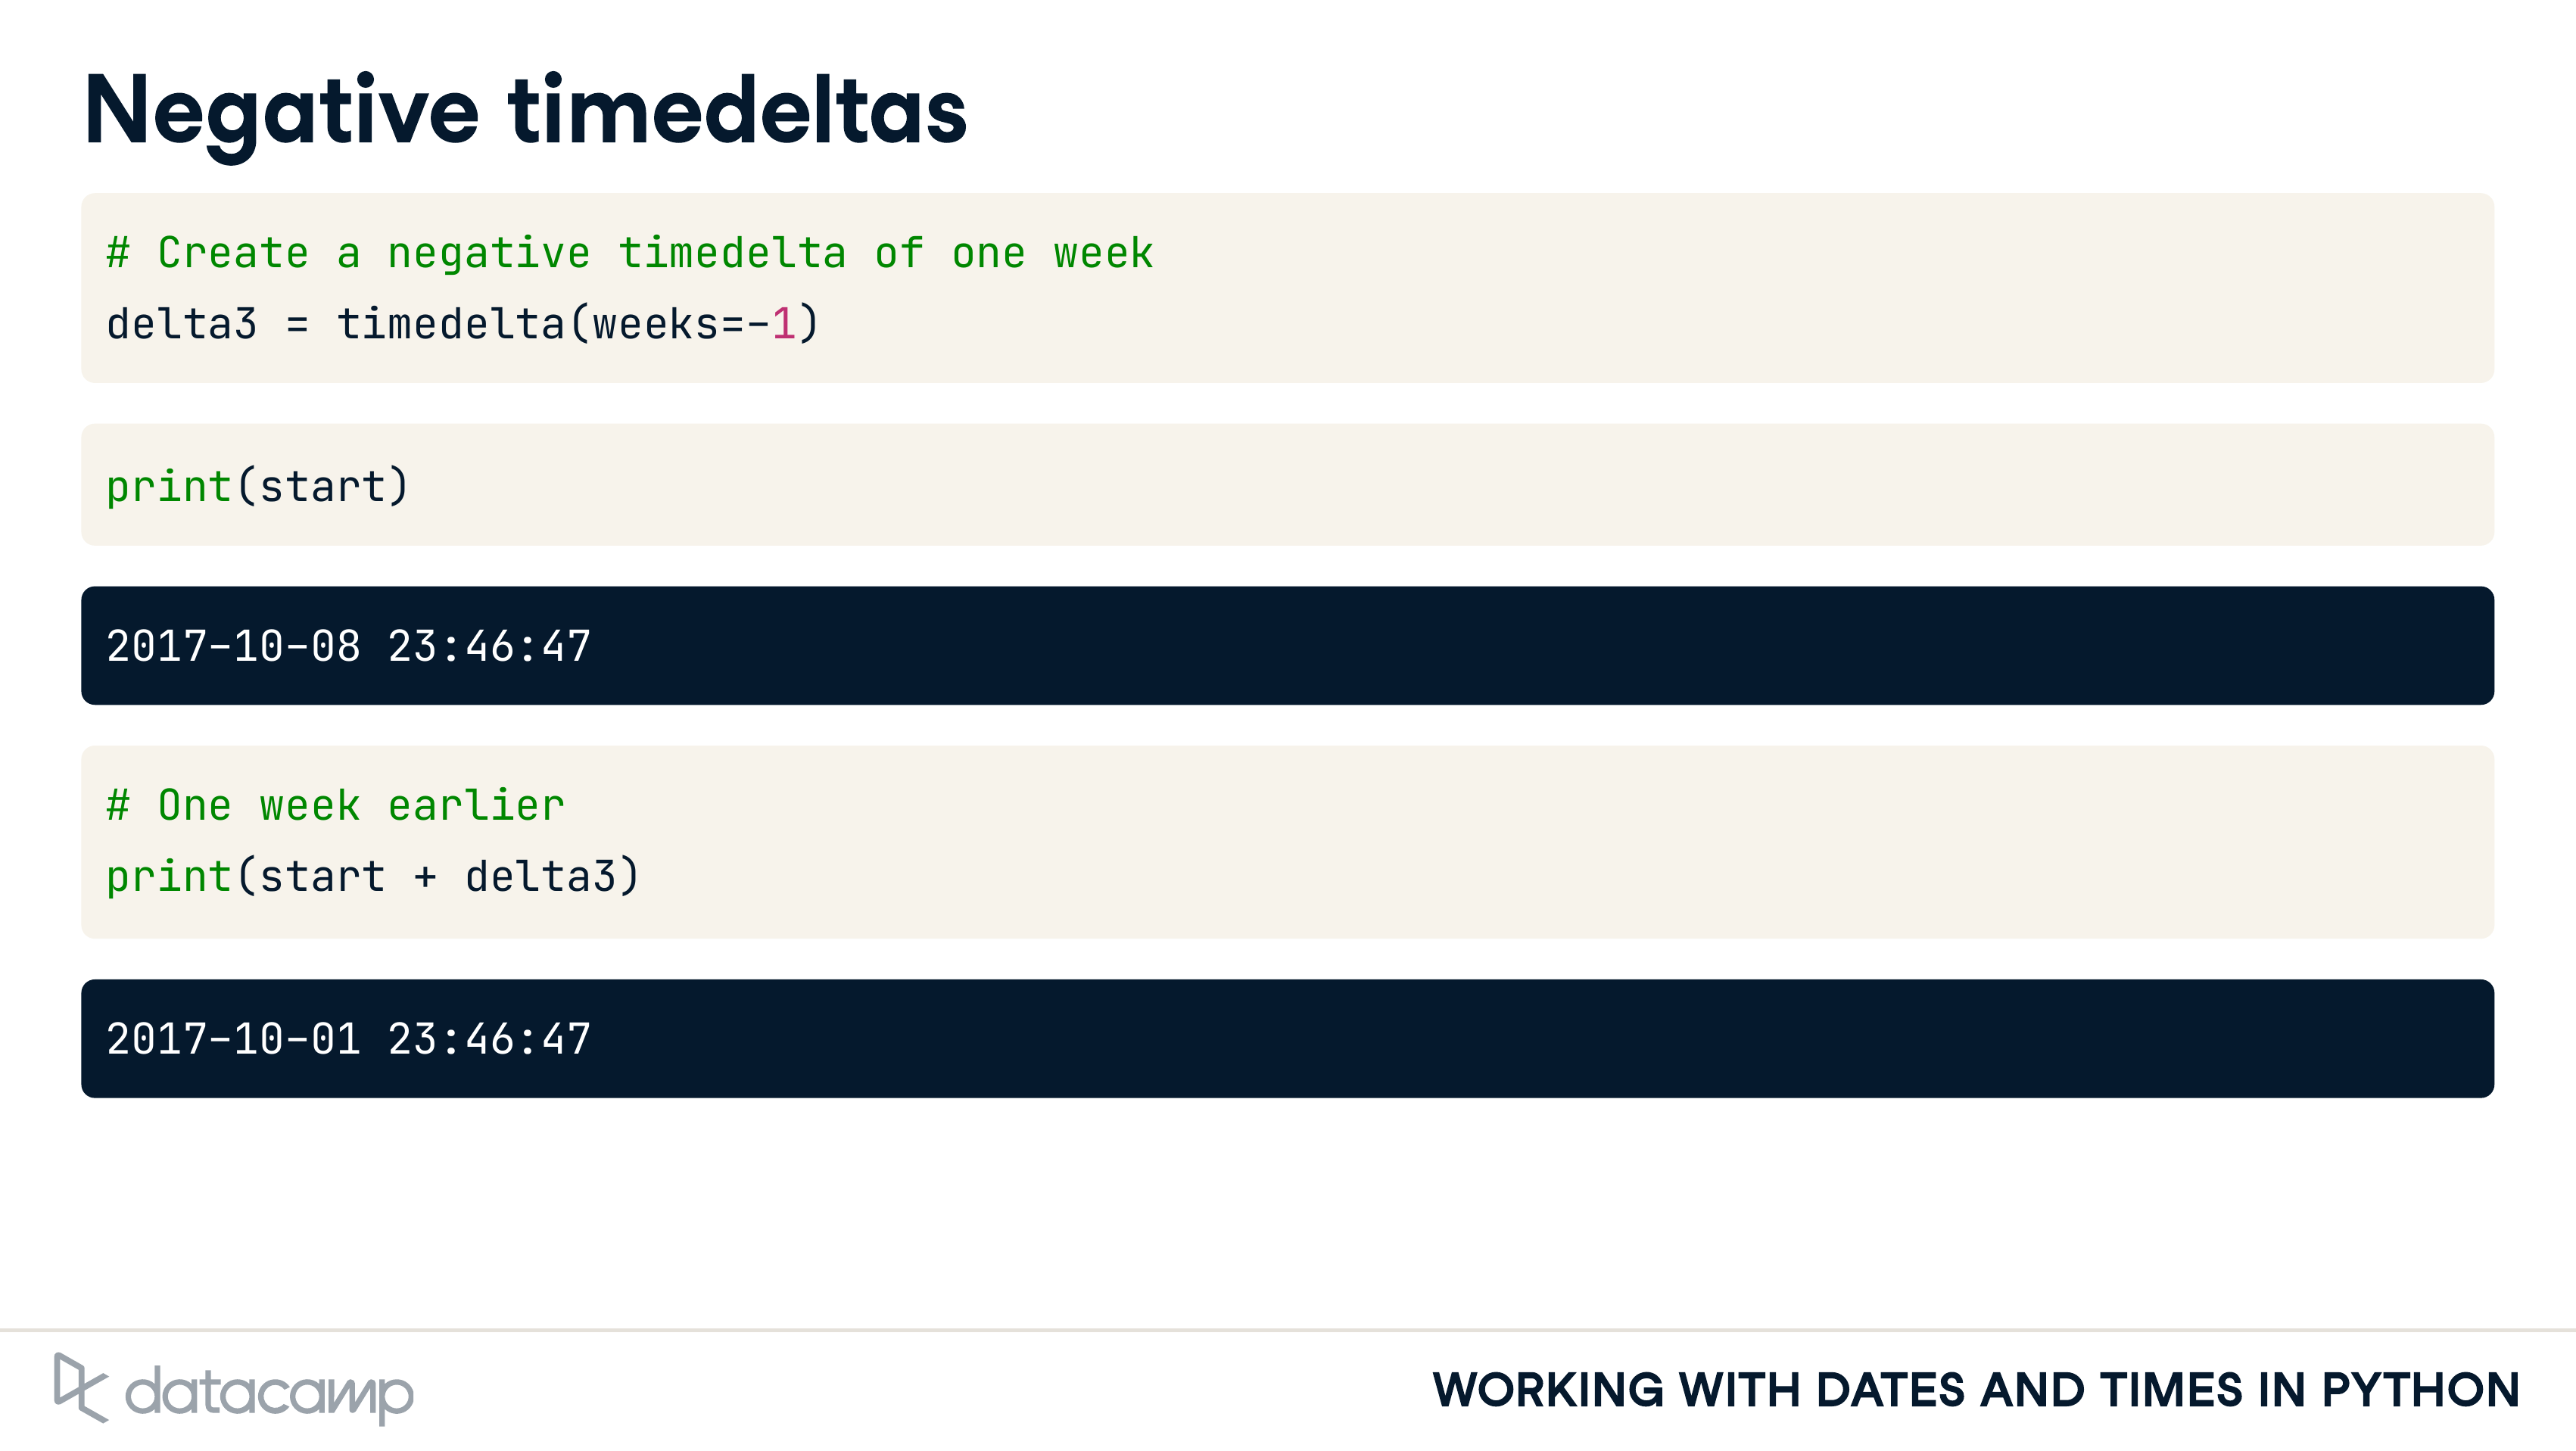 Negative timedeltas
# Create a negative timedelta of one week
delta3 = timedelta(weeks=-1)
print(start)
2017-10-08 23:46:47
# One week earlier
print(start + delta3)
2017-10-01 23:46:47
datacamp
WORKING WITH DATES AND TIMES IN PYTHON